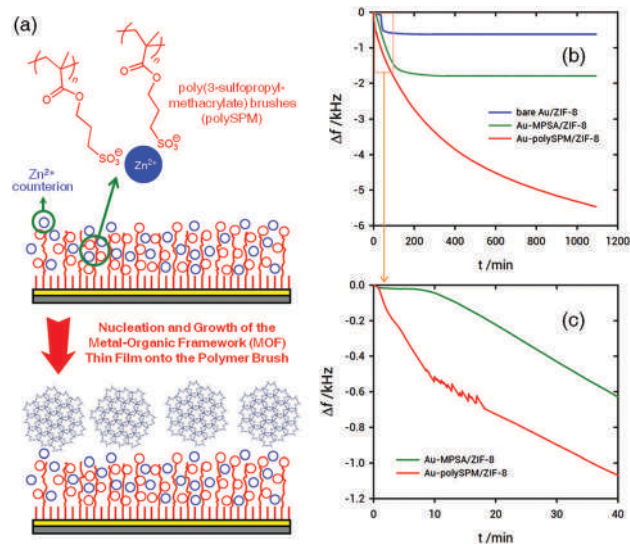 (a)
n
n
O
O
O
O
SO3⊖
SO3⊖
poly(3-sulfopropyl-
methacrylate) brushes
(polySPM)
Zn2+
Zn2+
counterion
Nucleation and Growth of the
Metal-Organic Framework (MOF)
Thin Film onto the Polymer Brush
(b)
0
-1
-2
-3
-4
-5
-6
Δf /kHz
bare Au/ZIF-8
Au-MPSA/ZIF-8
Au-polySPM/ZIF-8
0 200 400 600 800 1000 1200
t /min
(c)
0.0
-0.2
-0.4
-0.6
-0.8
-1.0
-1.2
Δf /kHz
Au-MPSA/ZIF-8
Au-polySPM/ZIF-8
0 10 20 30 40
t /min